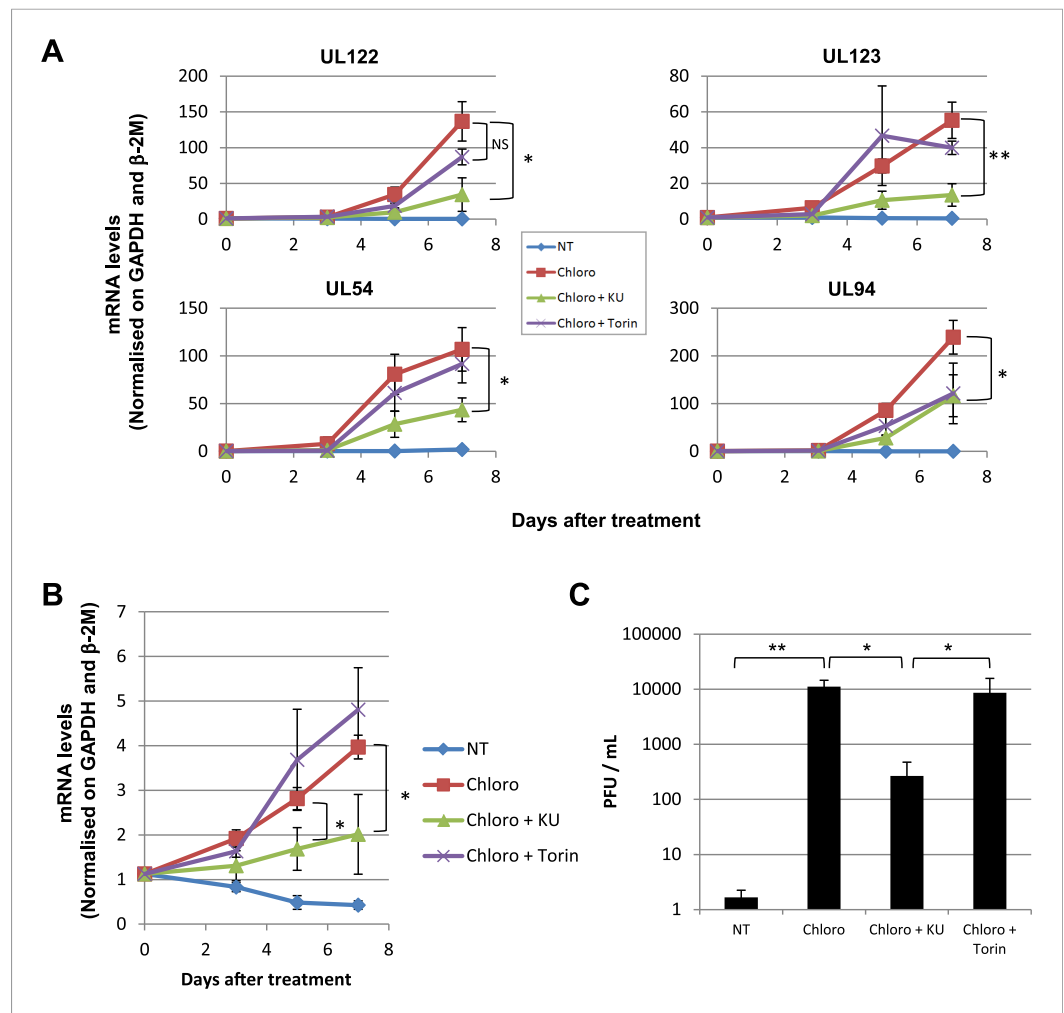 A
UL122
UL123
mRNA levels
(Normalised on GAPDH and β-2M)
200
150
100
50
0
0 2 4 6 8
NS
*
80
60
40
20
0
0 2 4 6 8
**
NT
Chloro
Chloro + KU
Chloro + Torin
UL54
UL94
150
100
50
0
0 2 4 6 8
*
300
200
100
0
0 2 4 6 8
*
Days after treatment
B
mRNA levels
(Normalised on GAPDH and β-2M)
7
6
5
4
3
2
1
0
0 2 4 6 8
*
*
Days after treatment
NT
Chloro
Chloro + KU
Chloro + Torin
C
PFU / mL
100000
10000
1000
100
10
1
** * *
NT Chloro Chloro + KU Chloro +
Torin